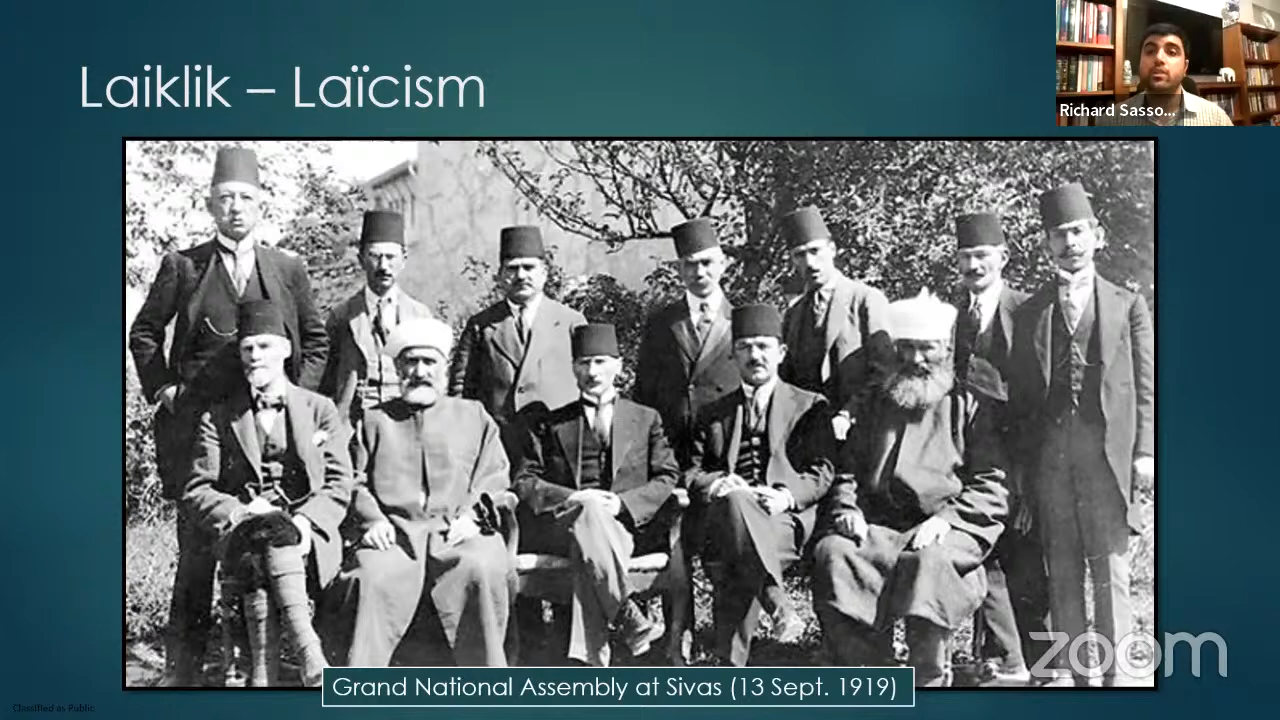 Laiklik – Laïcism
Richard Sasso...
Grand National Assembly at Sivas (13 Sept. 1919)
zoom
Classified as Public